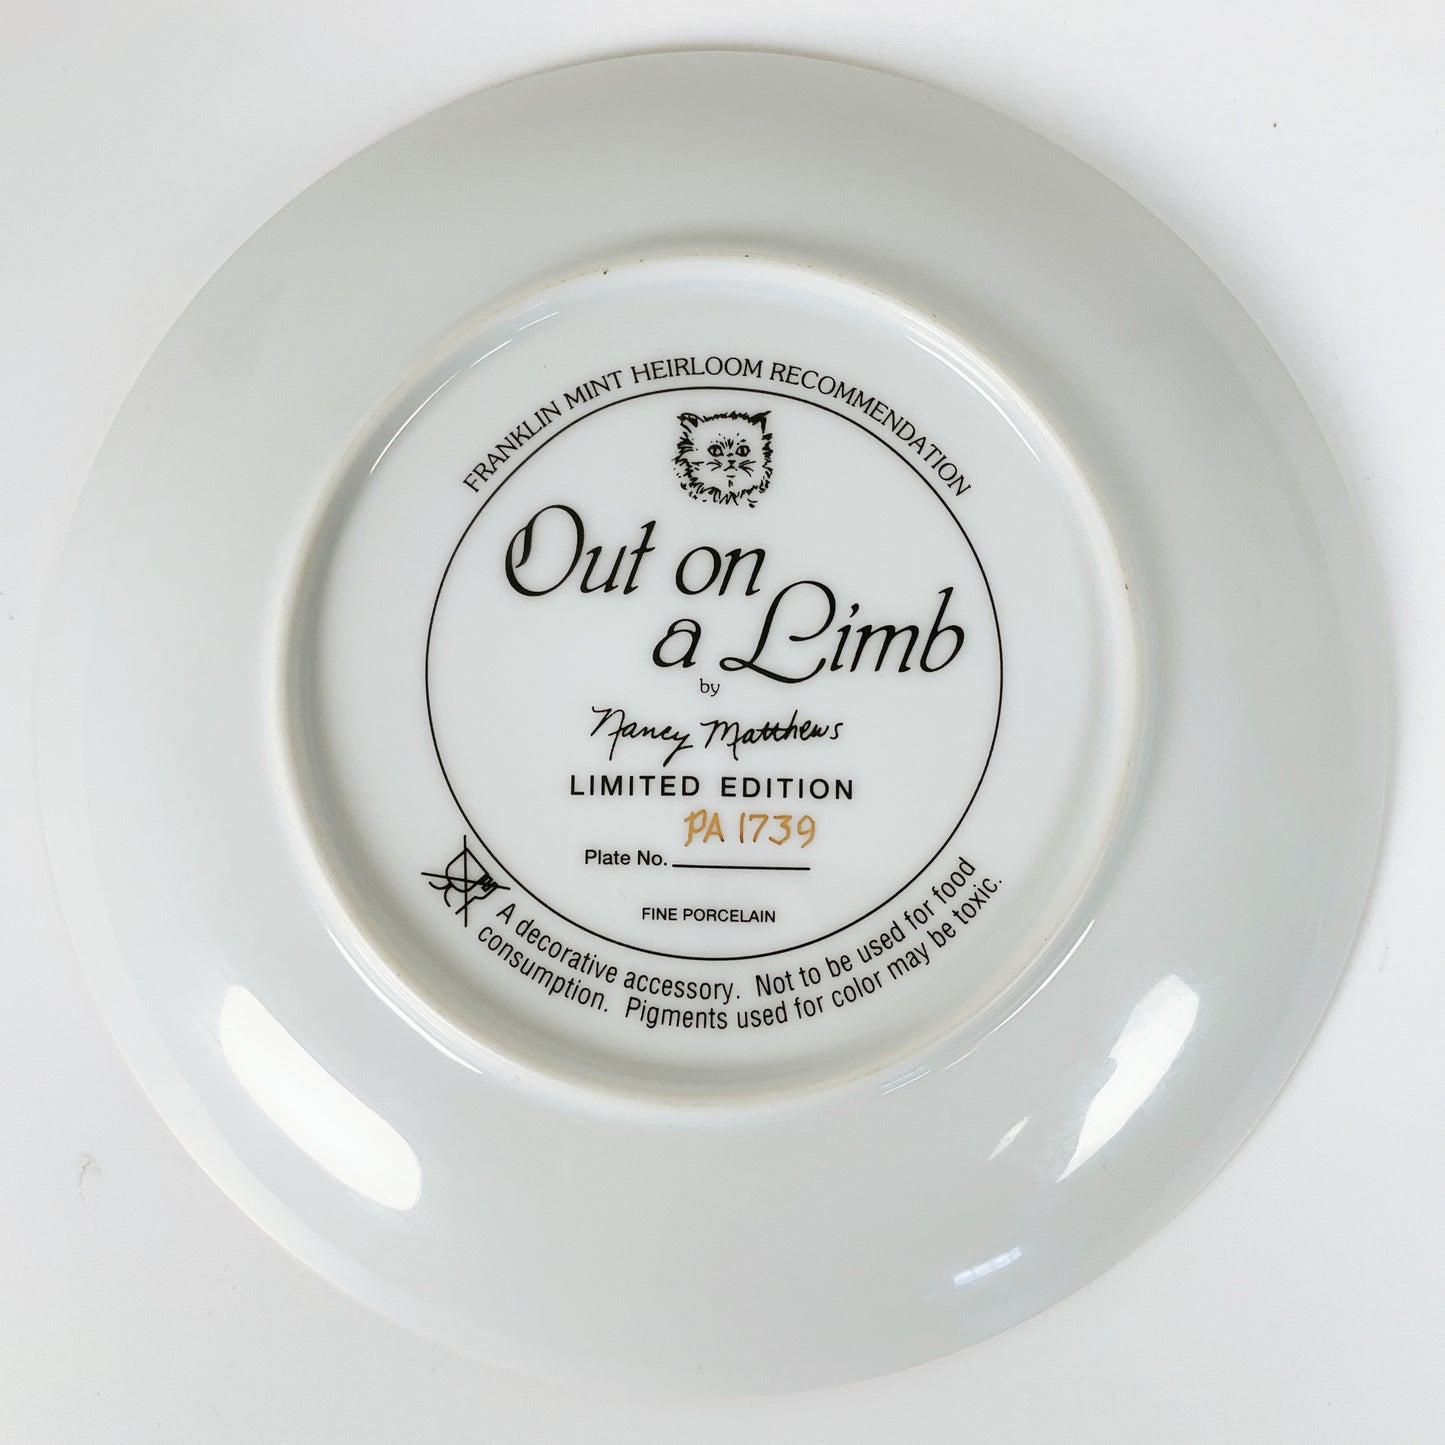 FRANKLIN MINT HEIRLOOM RECOMMENDATION
Out on
a Limb
by
Nancy Matthews
LIMITED EDITION
PA 1739
Plate No.
FINE PORCELAIN
A decorative accessory. Not to be used for food
consumption. Pigments used for color may be toxic.